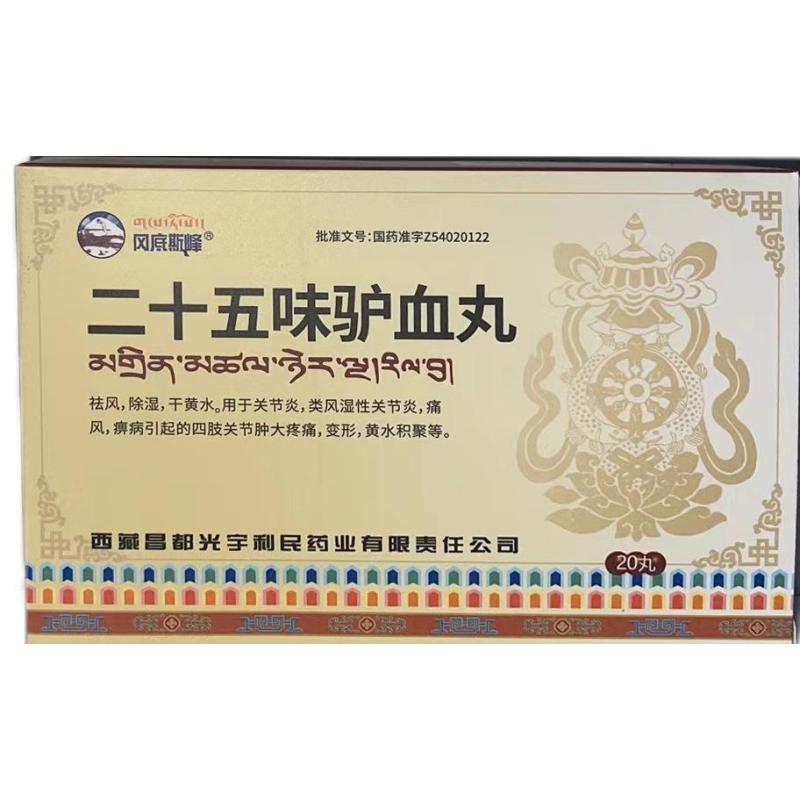 冈底斯峰®
批准文号:国药准字Z54020122
二十五味驴血丸
祛风,除湿,干黄水。用于关节炎,类风湿性关节炎,痛
风,痹病引起的四肢关节肿大疼痛,变形,黄水积聚等。
西藏昌都光宇利民药业有限责任公司
20丸